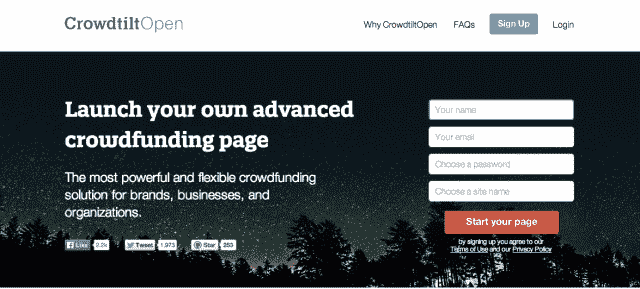 CrowdtiltOpen
Why CrowdtiltOpen FAQs Sign Up Login
Launch your own advanced
crowdfunding page
The most powerful and flexible crowdfunding
solution for brands, businesses, and
organizations.
Like 2.2k Tweet 1,973 Star 253
Your name
Your email
Choose a password
Choose a site name
Start your page
by signing up you agree to our
Terms of Use and our Privacy Policy